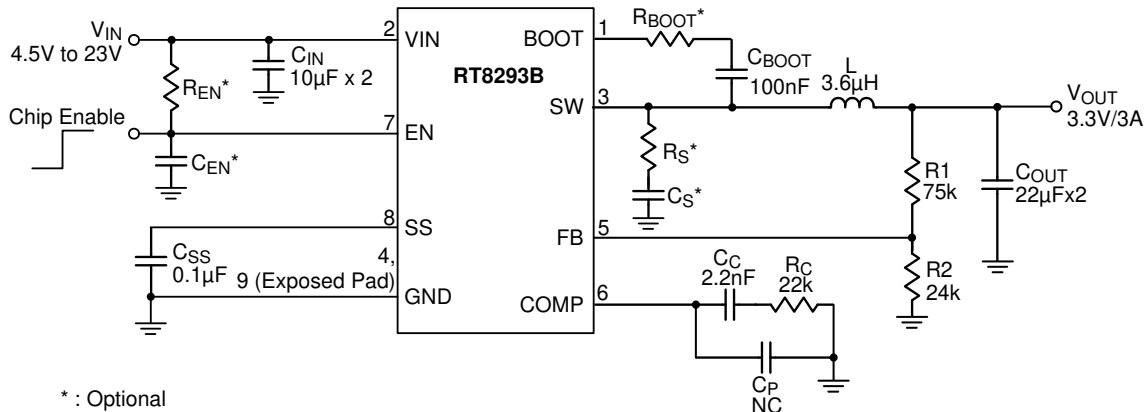 VIN
4.5V to 23V
REN*
CIN
10µF x 2
Chip Enable
CEN*
CSS
0.1µF
4,
9 (Exposed Pad)
2
7
8
VIN
EN
SS
GND
RT8293B
BOOT
SW
FB
COMP
1
3
5
6
RBOOT*
CBOOT
100nF
L
3.6µH
VOUT
3.3V/3A
RS*
CS*
R1
75k
COUT
22µFx2
R2
24k
CC
2.2nF
RC
22k
CP
NC
* : Optional